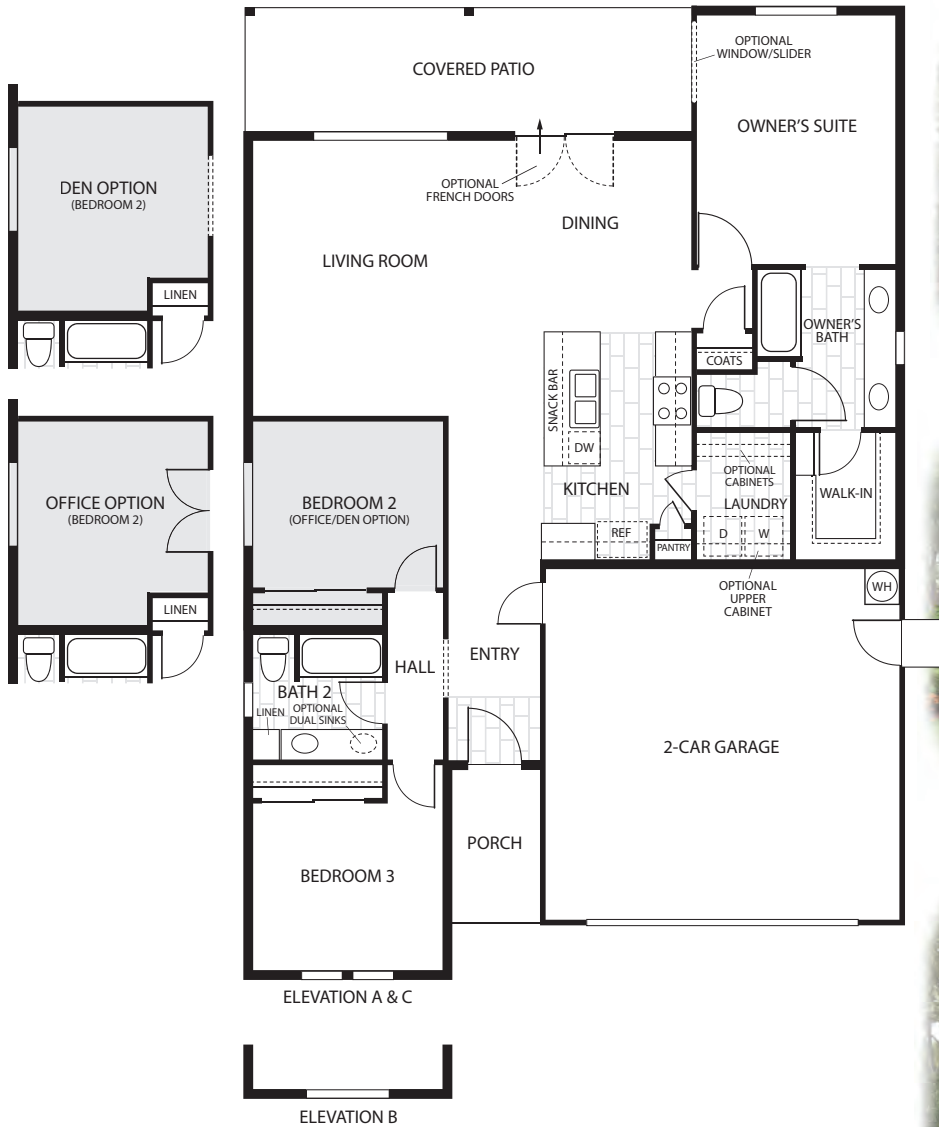 COVERED PATIO
OPTIONAL
WINDOW/SLIDER
OWNER'S SUITE
DEN OPTION
(BEDROOM 2)
LINEN
OPTIONAL
FRENCH DOORS
DINING
LIVING ROOM
OWNER'S
BATH
COATS
SNACK BAR
DW
KITCHEN
REF
PANTRY
OPTIONAL
CABINETS
LAUNDRY
D
W
WALK-IN
OPTIONAL
UPPER
CABINET
WH
OFFICE OPTION
(BEDROOM 2)
LINEN
BEDROOM 2
(OFFICE/DEN OPTION)
HALL
ENTRY
BATH 2
LINEN
OPTIONAL
DUAL SINKS
2-CAR GARAGE
PORCH
BEDROOM 3
ELEVATION A & C
ELEVATION B